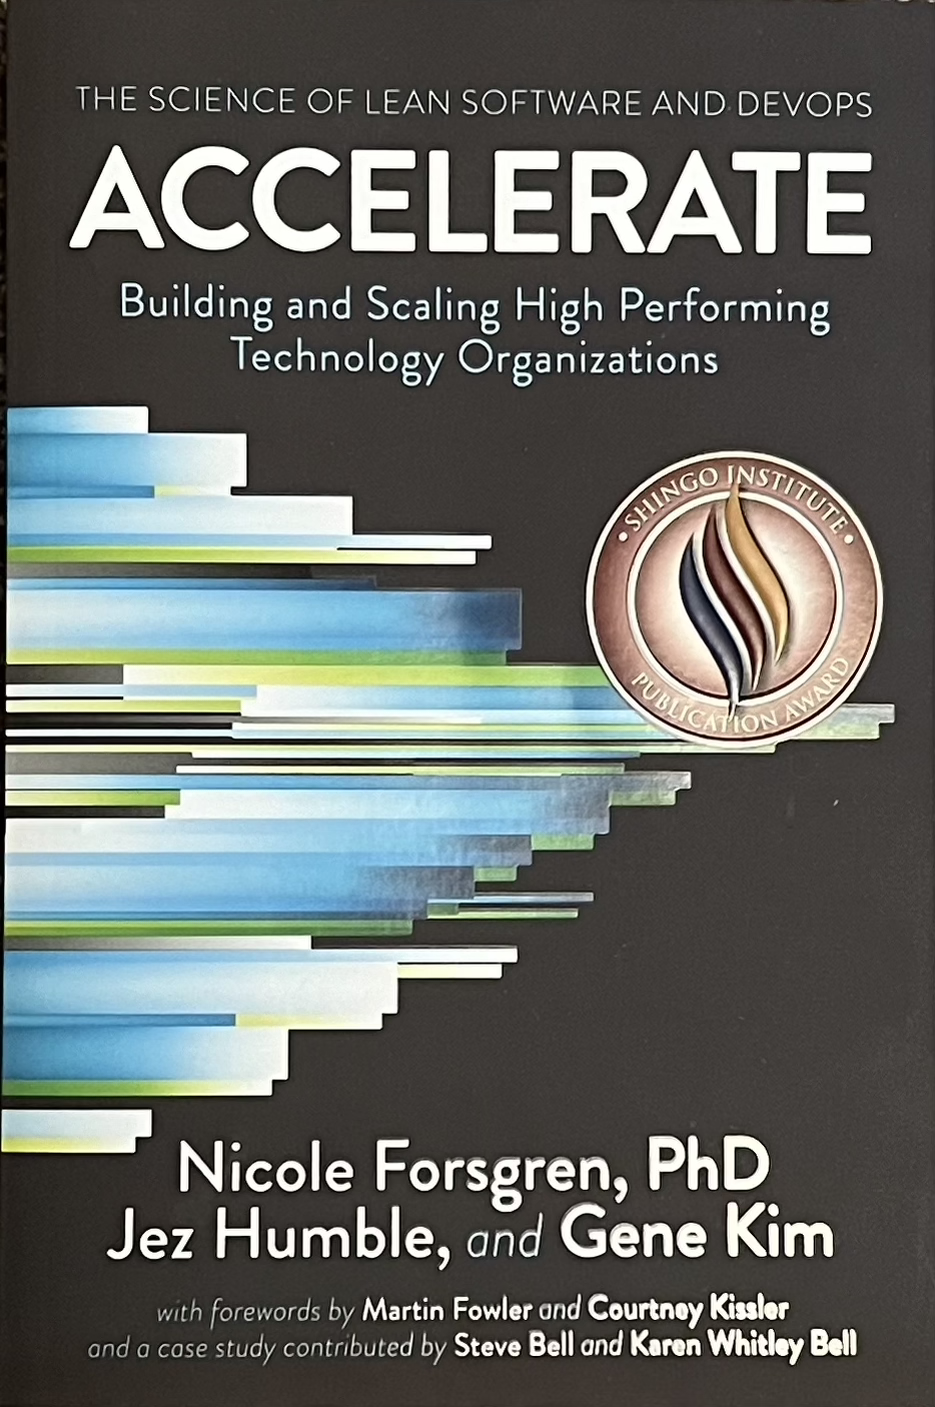 THE SCIENCE OF LEAN SOFTWARE AND DEVOPS
ACCELERATE
Building and Scaling High Performing
Technology Organizations
• SHINGO INSTITUTE •
PUBLICATION AWARD
Nicole Forsgren, PhD
Jez Humble, and Gene Kim
with forewords by Martin Fowler and Courtney Kissler
and a case study contributed by Steve Bell and Karen Whitley Bell